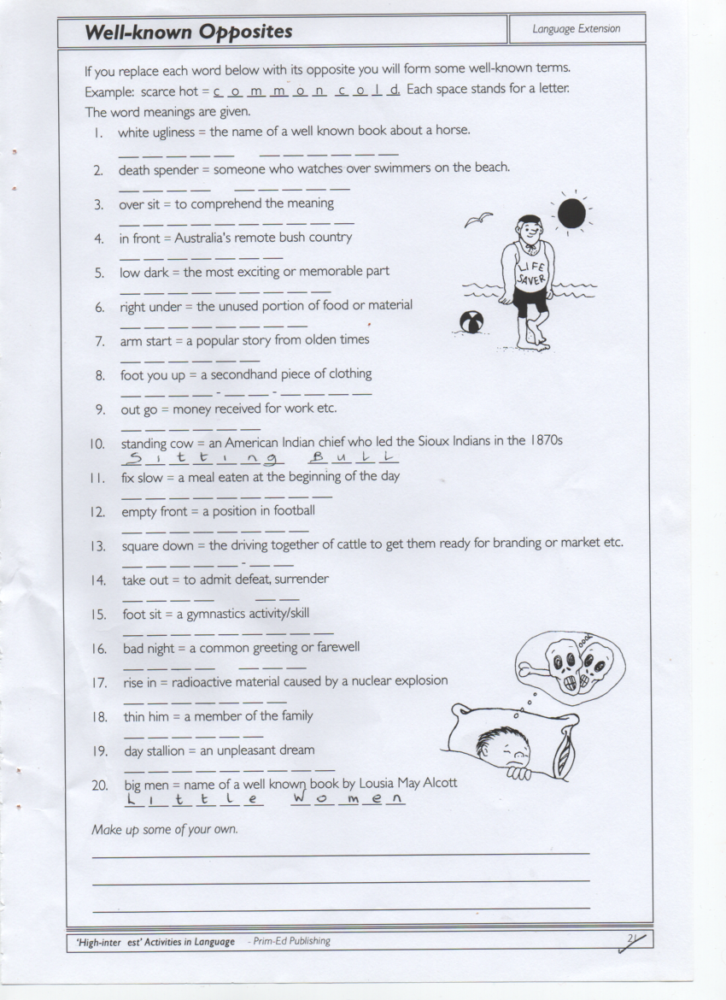 Well-known Opposites
Language Extension
If you replace each word below with its opposite you will form some well-known terms.
Example: scarce hot = c o m m o n c o l d. Each space stands for a letter.
The word meanings are given.
1. white ugliness = the name of a well known book about a horse.
2. death spender = someone who watches over swimmers on the beach.
3. over sit = to comprehend the meaning
4. in front = Australia's remote bush country
5. low dark = the most exciting or memorable part
6. right under = the unused portion of food or material
7. arm start = a popular story from olden times
8. foot you up = a secondhand piece of clothing
9. out go = money received for work etc.
10. standing cow = an American Indian chief who led the Sioux Indians in the 1870s
S i t t i n g B u L L
11. fix slow = a meal eaten at the beginning of the day
12. empty front = a position in football
13. square down = the driving together of cattle to get them ready for branding or market etc.
14. take out = to admit defeat, surrender
15. foot sit = a gymnastics activity/skill
16. bad night = a common greeting or farewell
17. rise in = radioactive material caused by a nuclear explosion
18. thin him = a member of the family
19. day stallion = an unpleasant dream
20. big men = name of a well known book by Lousia May Alcott
L i t t l e W o m e n
Make up some of your own.
LIFE
SAVER
'High-inter est' Activities in Language - Prim-Ed Publishing
21